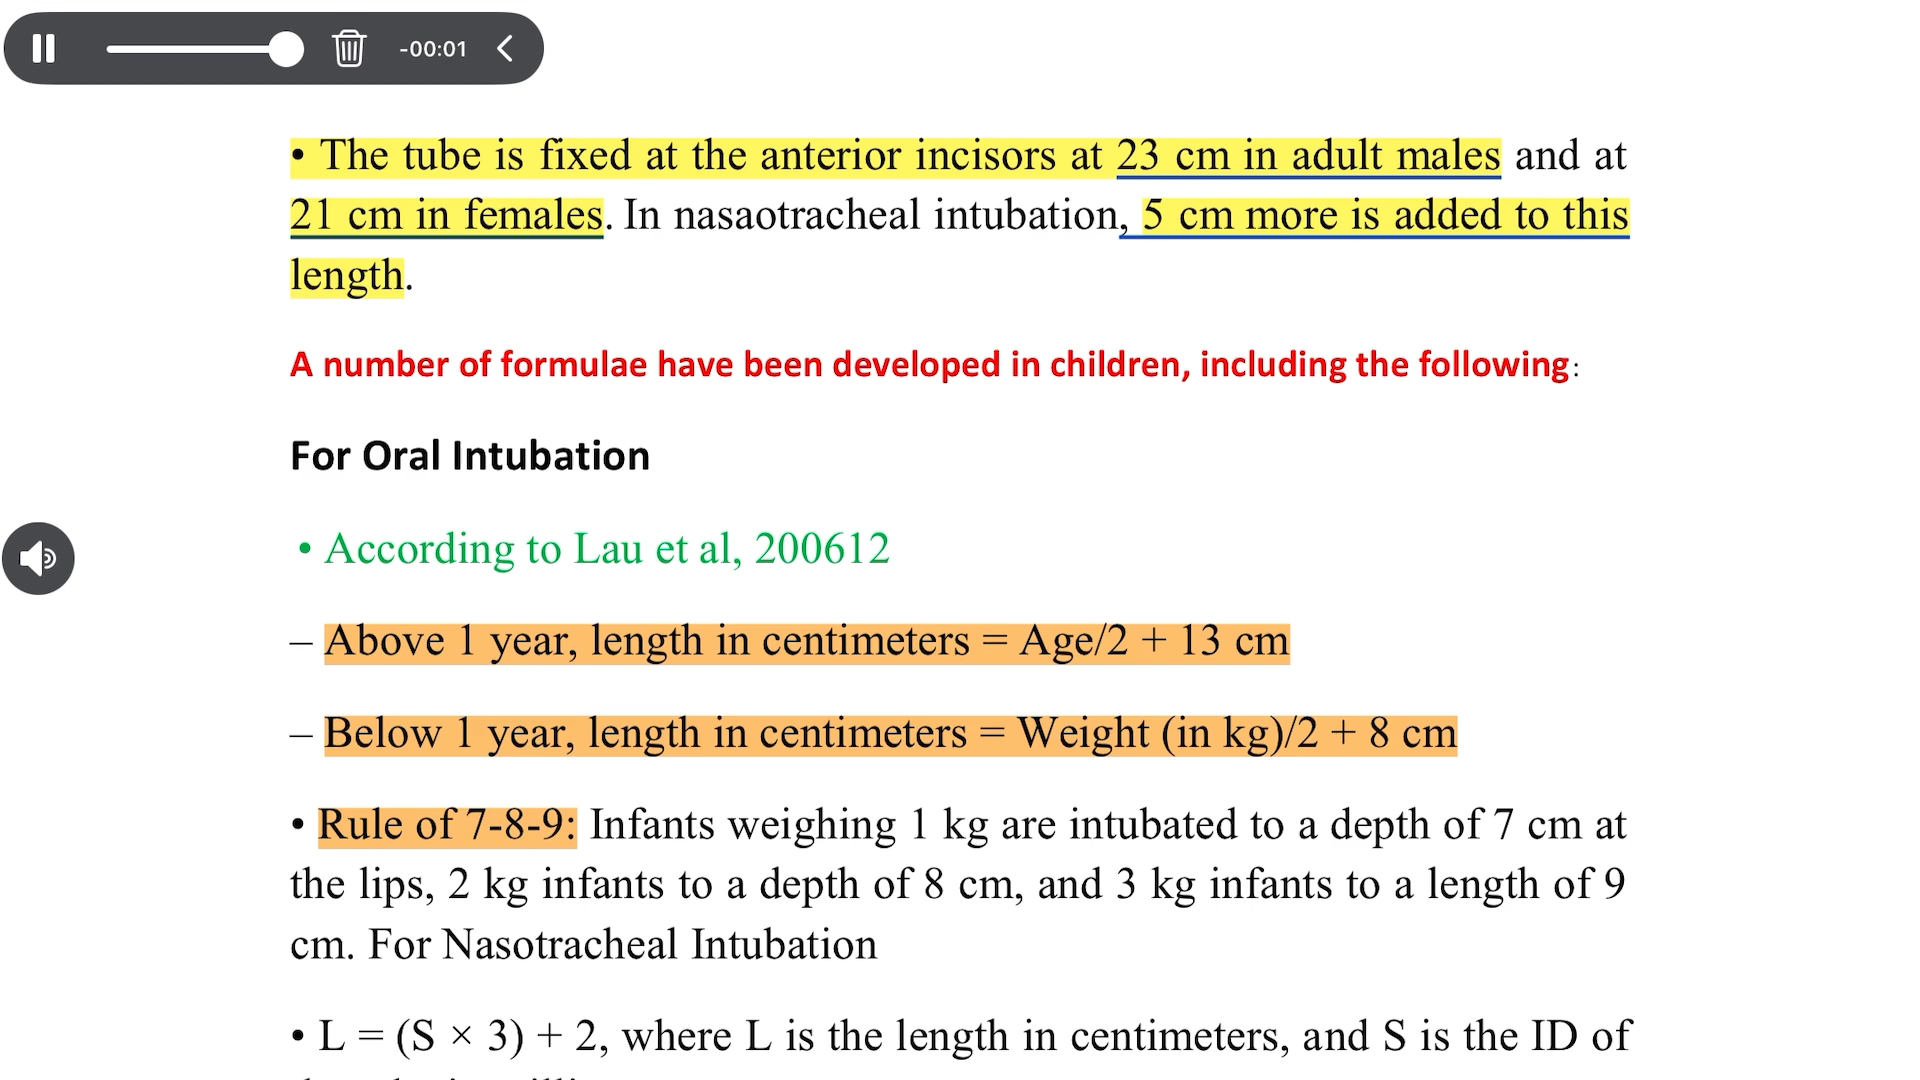 -00:01
• The tube is fixed at the anterior incisors at 23 cm in adult males and at
21 cm in females. In nasaotracheal intubation, 5 cm more is added to this
length.
A number of formulae have been developed in children, including the following:
For Oral Intubation
• According to Lau et al, 200612
– Above 1 year, length in centimeters = Age/2 + 13 cm
– Below 1 year, length in centimeters = Weight (in kg)/2 + 8 cm
• Rule of 7-8-9: Infants weighing 1 kg are intubated to a depth of 7 cm at
the lips, 2 kg infants to a depth of 8 cm, and 3 kg infants to a length of 9
cm. For Nasotracheal Intubation
• L = (S × 3) + 2, where L is the length in centimeters, and S is the ID of